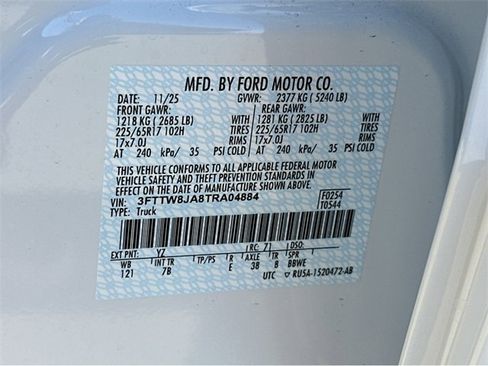 MFD. BY FORD MOTOR CO.
DATE: 11/25 GVWR: 2377 KG ( 5240 LB)
FRONT GAWR: REAR GAWR:
1218 KG ( 2685 LB) WITH 1281 KG ( 2825 LB) WITH
225/65R17 102H TIRES 225/65R17 102H TIRES
17x7.0J RIMS 17x7.0J RIMS
AT 240 kPa/ 35 PSI COLD AT 240 kPa/ 35 PSI COLD
THIS VEHICLE CONFORMS TO ALL APPLICABLE FEDERAL MOTOR
VEHICLE SAFETY AND THEFT PREVENTION STANDARDS IN EFFECT
ON THE DATE OF MANUFACTURE SHOWN ABOVE.
VIN: 3FTTW8JA8TRA04884 F0254
TYPE: Truck T0544
EXT PNT: YZ RC: 71 DSO:
WB INT TR TP/PS R AXLE TR SPR
121 7B E 38 8 BBWE
UTC RU5A-1520472-AB